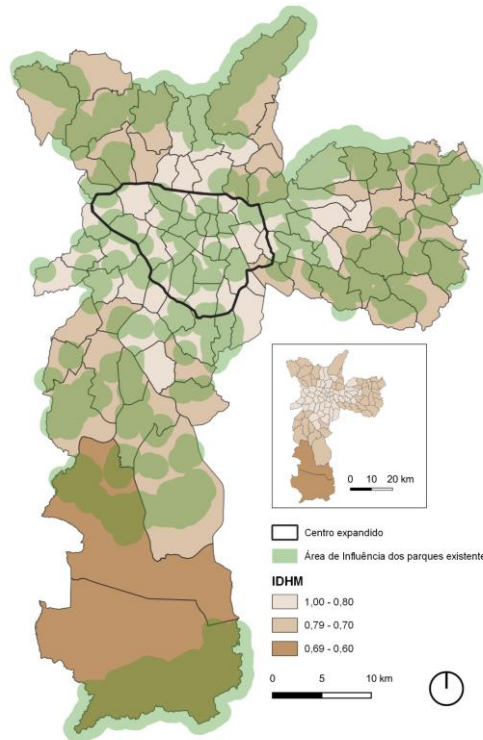 0 10 20 km
Centro expandido
Área de Influência dos parques existente
IDHM
1,00 - 0,80
0,79 - 0,70
0,69 - 0,60
0 5 10 km